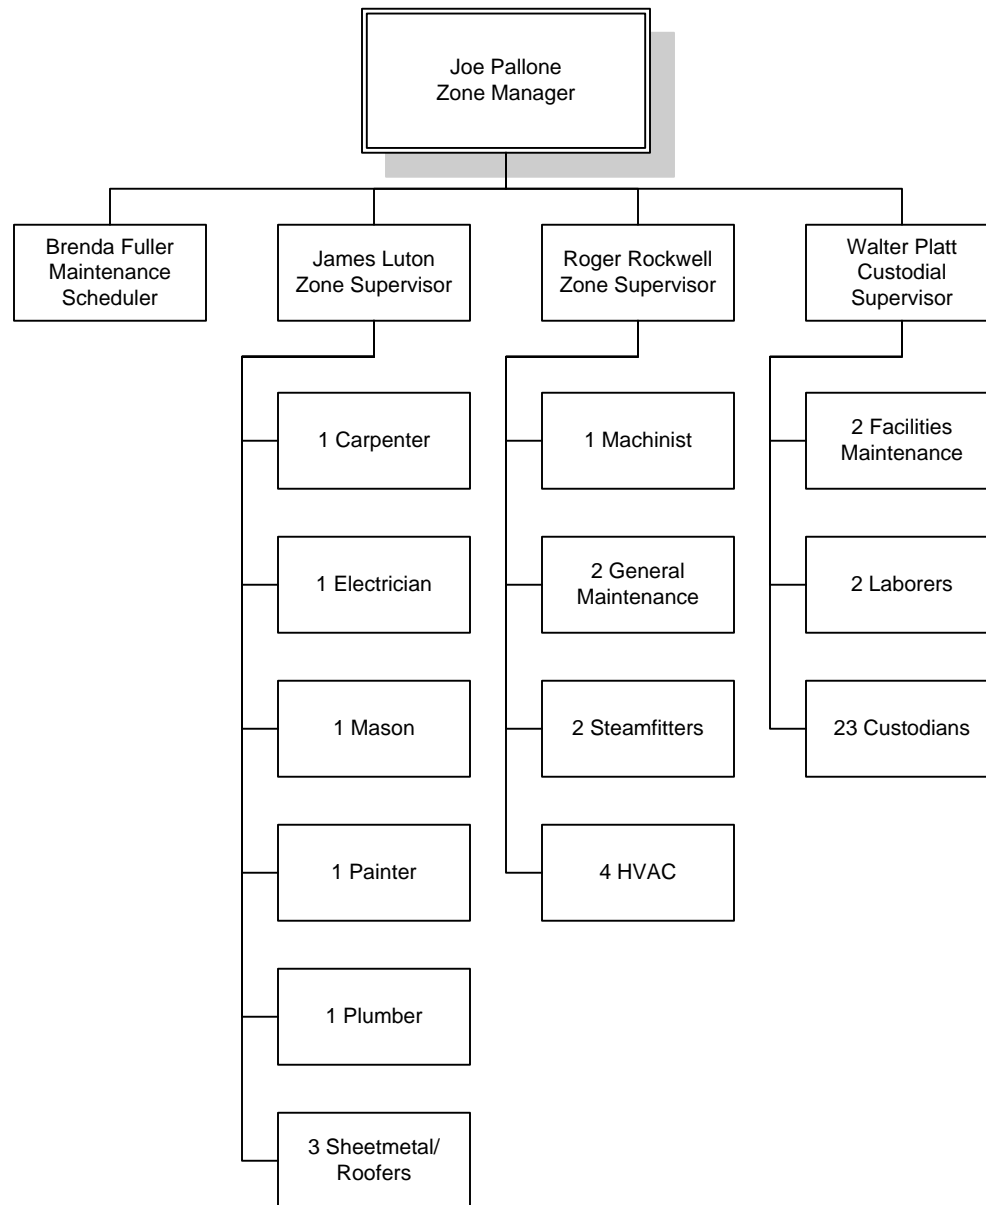 Joe Pallone
Zone Manager
Brenda Fuller
Maintenance
Scheduler
James Luton
Zone Supervisor
Roger Rockwell
Zone Supervisor
Walter Platt
Custodial
Supervisor
1 Carpenter
1 Electrician
1 Mason
1 Painter
1 Plumber
3 Sheetmetal/
Roofers
1 Machinist
2 General
Maintenance
2 Steamfitters
4 HVAC
2 Facilities
Maintenance
2 Laborers
23 Custodians